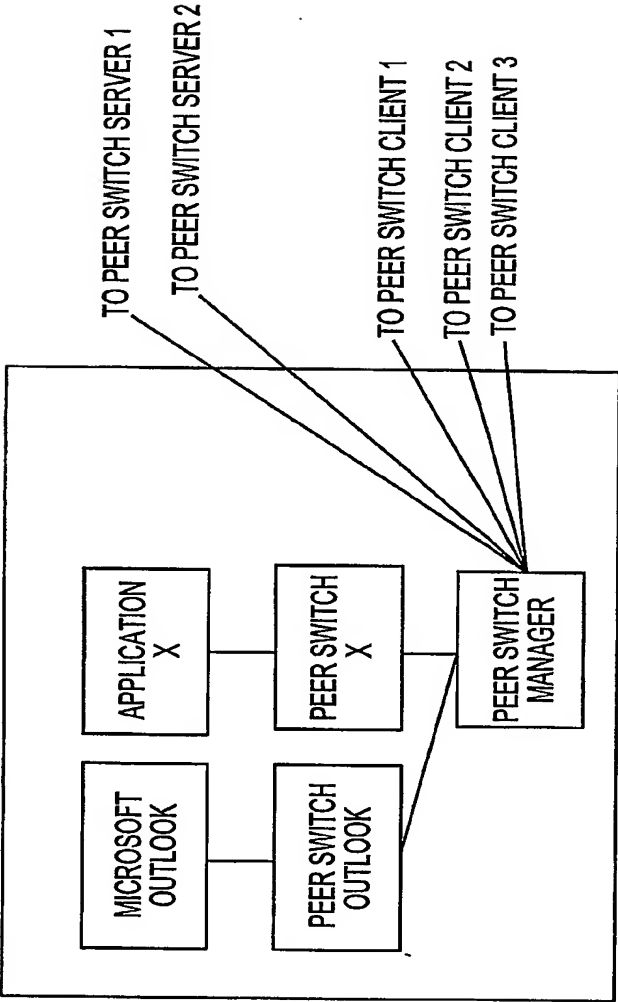 MICROSOFT
OUTLOOK
APPLICATION
X
PEER SWITCH
OUTLOOK
PEER SWITCH
X
PEER SWITCH
MANAGER
TO PEER SWITCH SERVER 1
TO PEER SWITCH SERVER 2
TO PEER SWITCH CLIENT 1
TO PEER SWITCH CLIENT 2
TO PEER SWITCH CLIENT 3